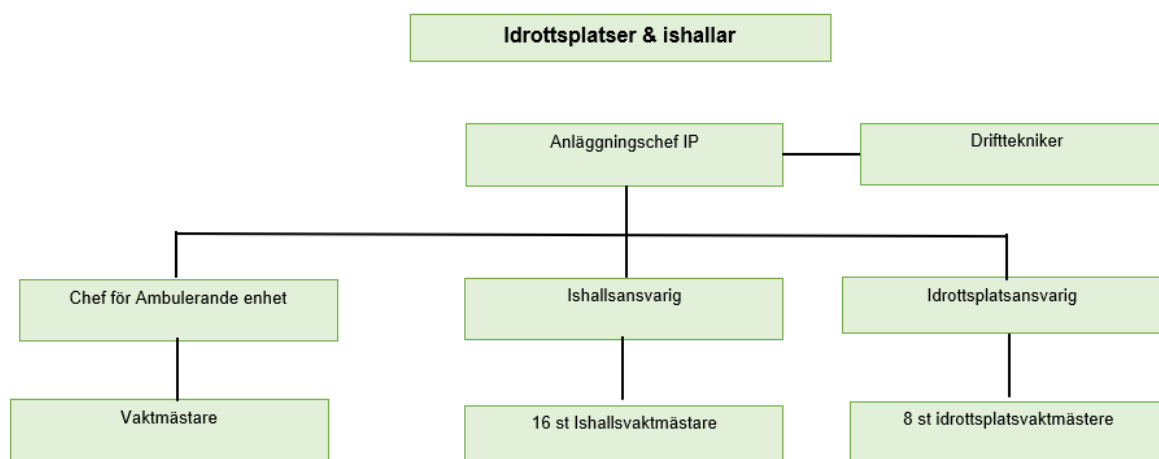 Idrottsplatser & ishallar
Anläggningschef IP
Drifttekniker
Chef för Ambulerande enhet
Ishallsansvarig
Idrottsplatsansvarig
Vaktmästare
16 st Ishallsvaktmästare
8 st idrottsplatsvaktmästere